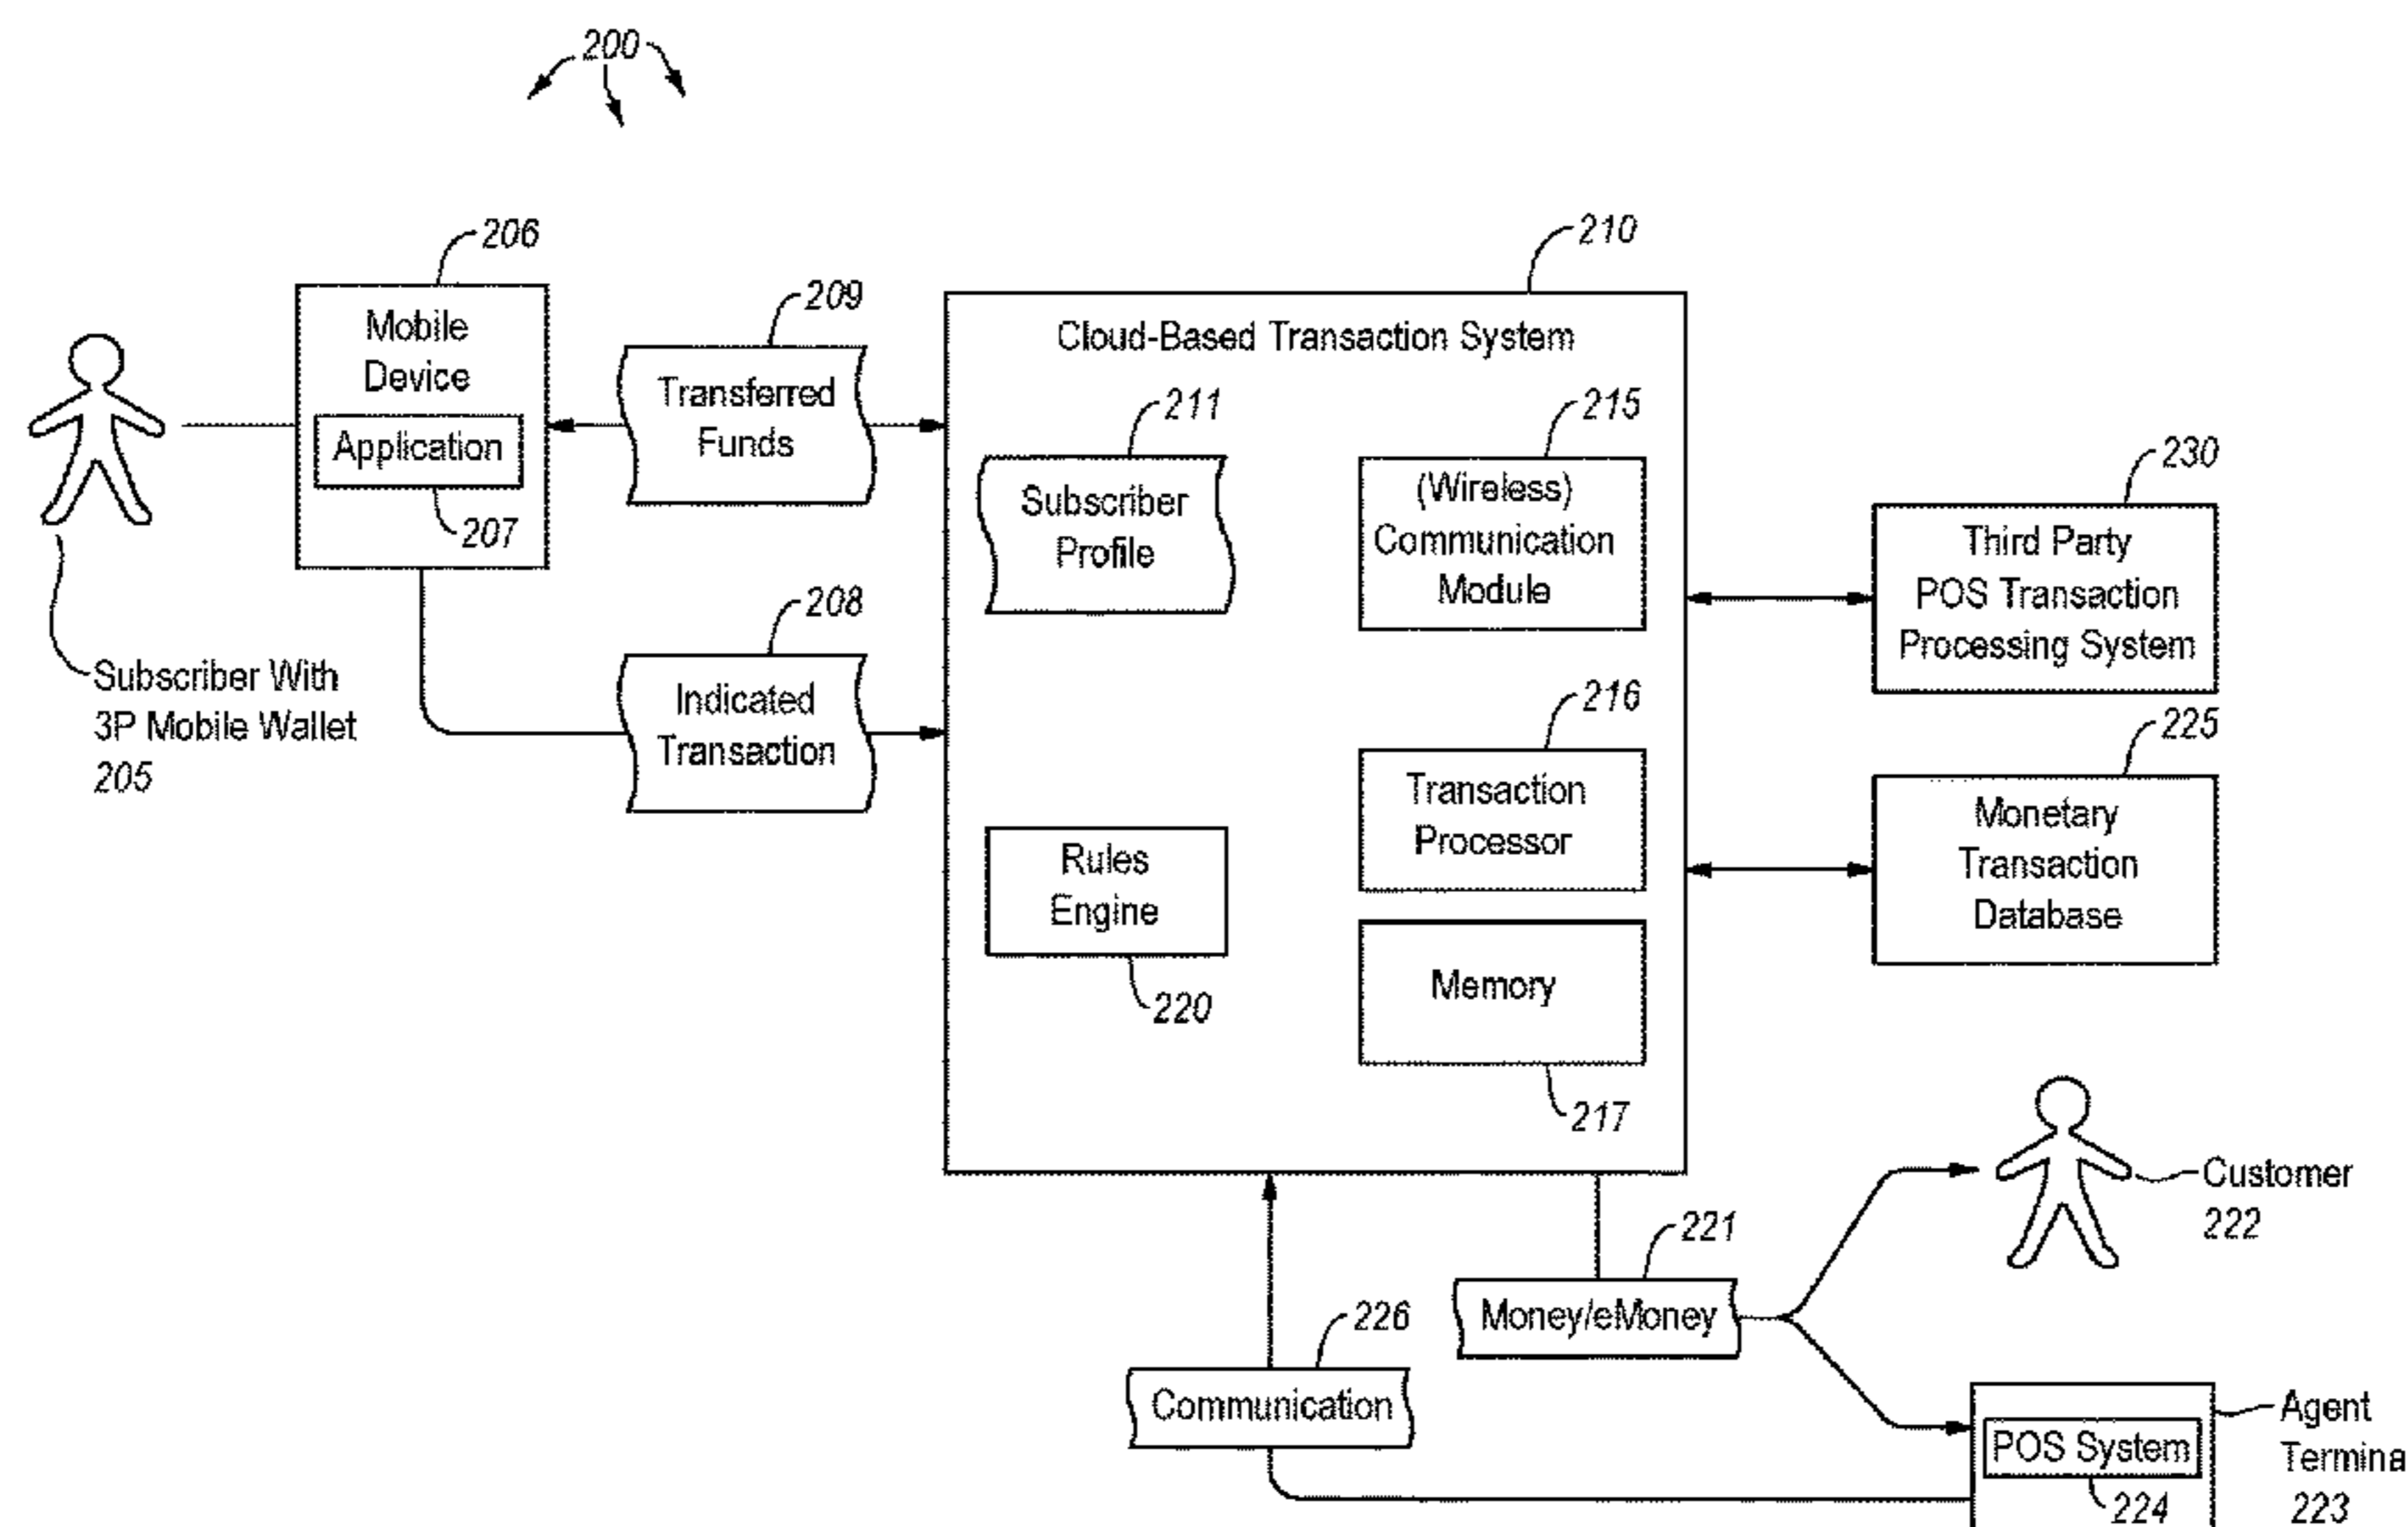 200
206
Mobile
Device
Application
207
209
Transferred
Funds
208
Indicated
Transaction
Subscriber With
3P Mobile Wallet
205
210
Cloud-Based Transaction System
211
Subscriber
Profile
215
(Wireless)
Communication
Module
216
Transaction
Processor
Rules
Engine
220
Memory
217
230
Third Party
POS Transaction
Processing System
225
Monetary
Transaction
Database
Customer
222
221
Money/eMoney
226
Communication
POS System
224
Agent
Termina
223